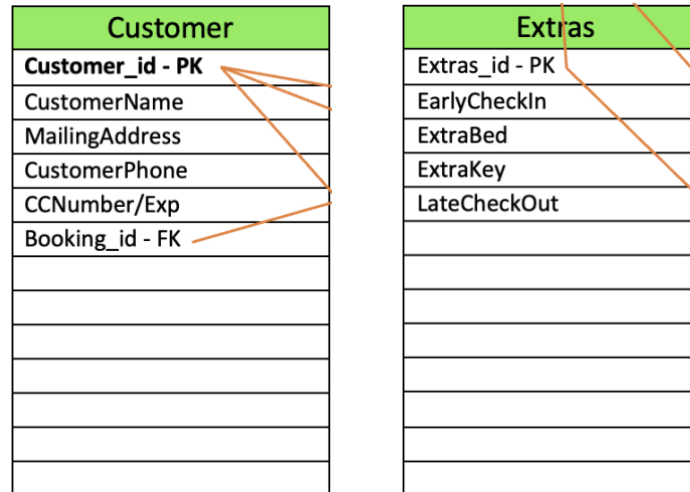 Customer
Customer_id - PK
CustomerName
MailingAddress
CustomerPhone
CCNumber/Exp
Booking_id - FK
Extras
Extras_id - PK
EarlyCheckIn
ExtraBed
ExtraKey
LateCheckOut